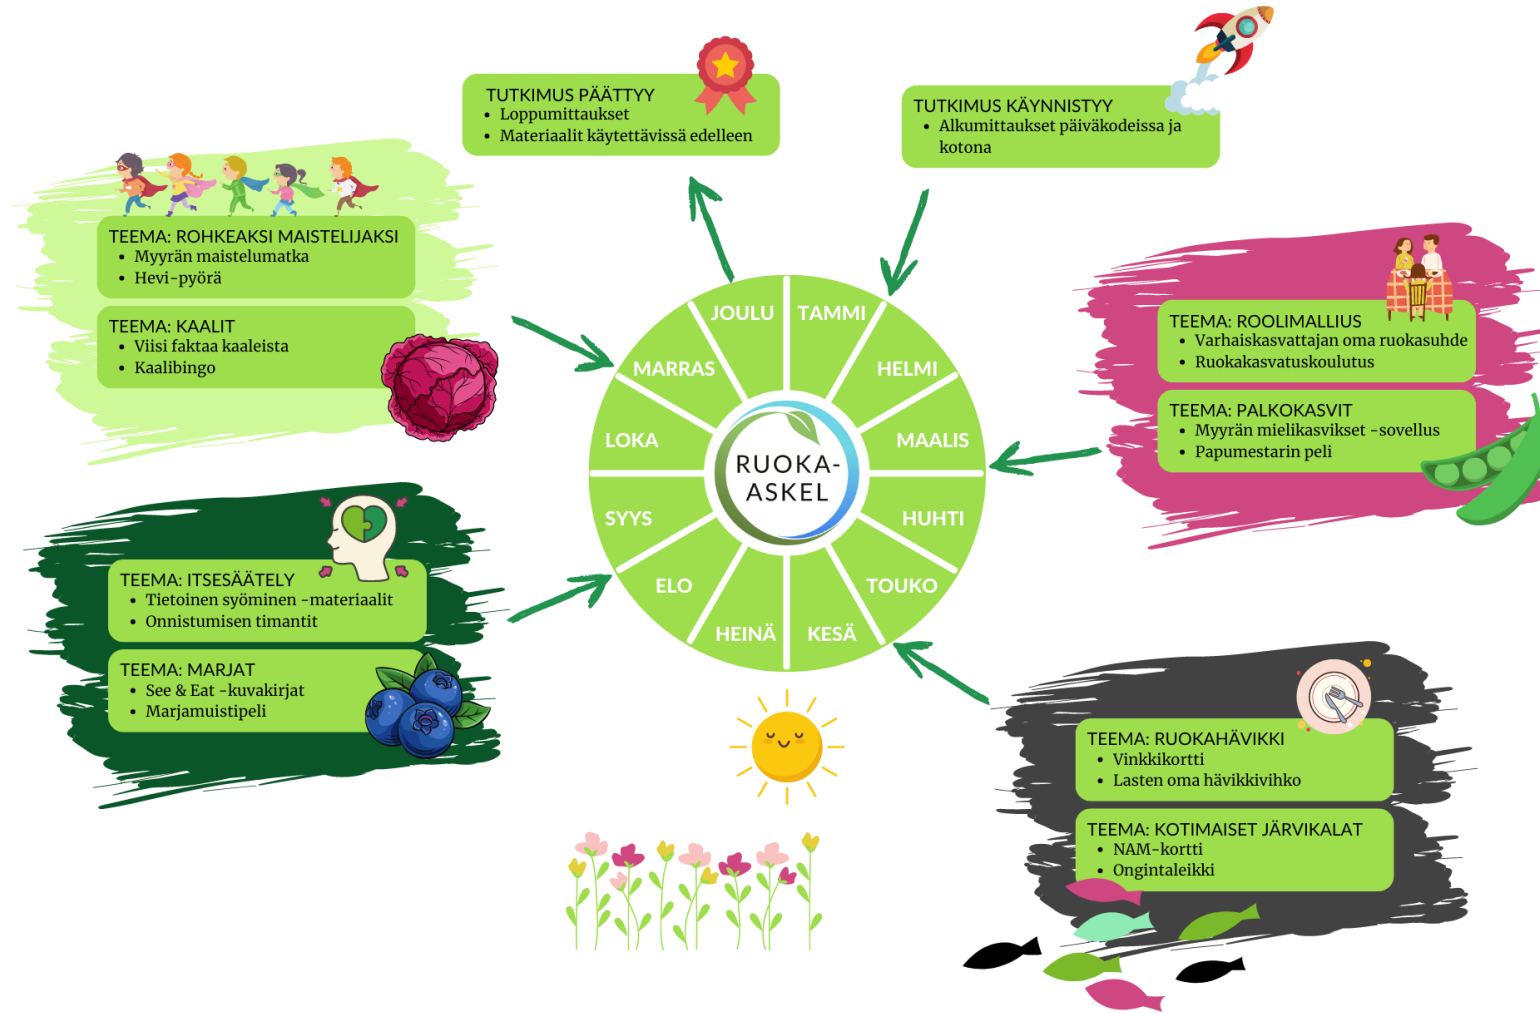 TUTKIMUS PÄÄTTYY
• Loppumittaukset
• Materiaalit käytettävissä edelleen
TUTKIMUS KÄYNNISTYY
• Alkumittaukset päiväkodeissa ja
kotona
TEEMA: ROHKEAKSI MAISTELIJAKSI
• Myyrän maistelumatka
• Hevi-pyörä
TEEMA: KAALIT
• Viisi faktaa kaaleista
• Kaalibingo
TEEMA: ROOLIMALLIUS
• Varhaiskasvattajan oma ruokasuhde
• Ruokakasvatuskoulutus
TEEMA: PALKOKASVIT
• Myyrän mielikasvikset -sovellus
• Papumestarin peli
TAMMI
HELMI
MAALIS
HUHTI
TOUKO
KESÄ
HEINÄ
ELO
SYYS
LOKA
MARRAS
JOULU
RUOKA-
ASKEL
TEEMA: ITSESÄÄTELY
• Tietoinen syöminen -materiaalit
• Onnistumisen timantit
TEEMA: MARJAT
• See & Eat -kuvakirjat
• Marjamuistipeli
TEEMA: RUOKAHÄVIKKI
• Vinkkikortti
• Lasten oma hävikkivihko
TEEMA: KOTIMAISET JÄRVIKALAT
• NAM-kortti
• Ongintaleikki